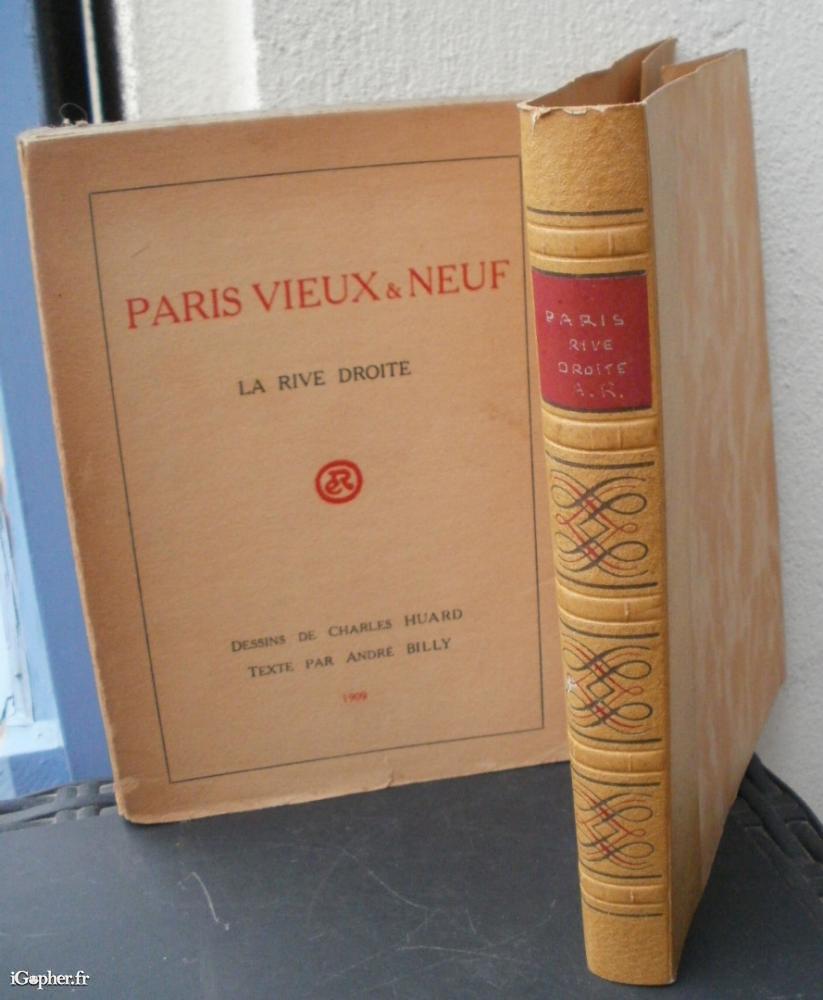 PARIS VIEUX & NEUF
LA RIVE DROITE
ER
DESSINS DE CHARLES HUARD
TEXTE PAR ANDRÉ BILLY
1909
PARIS
RIVE
DROITE
A.R.
iGopher.fr